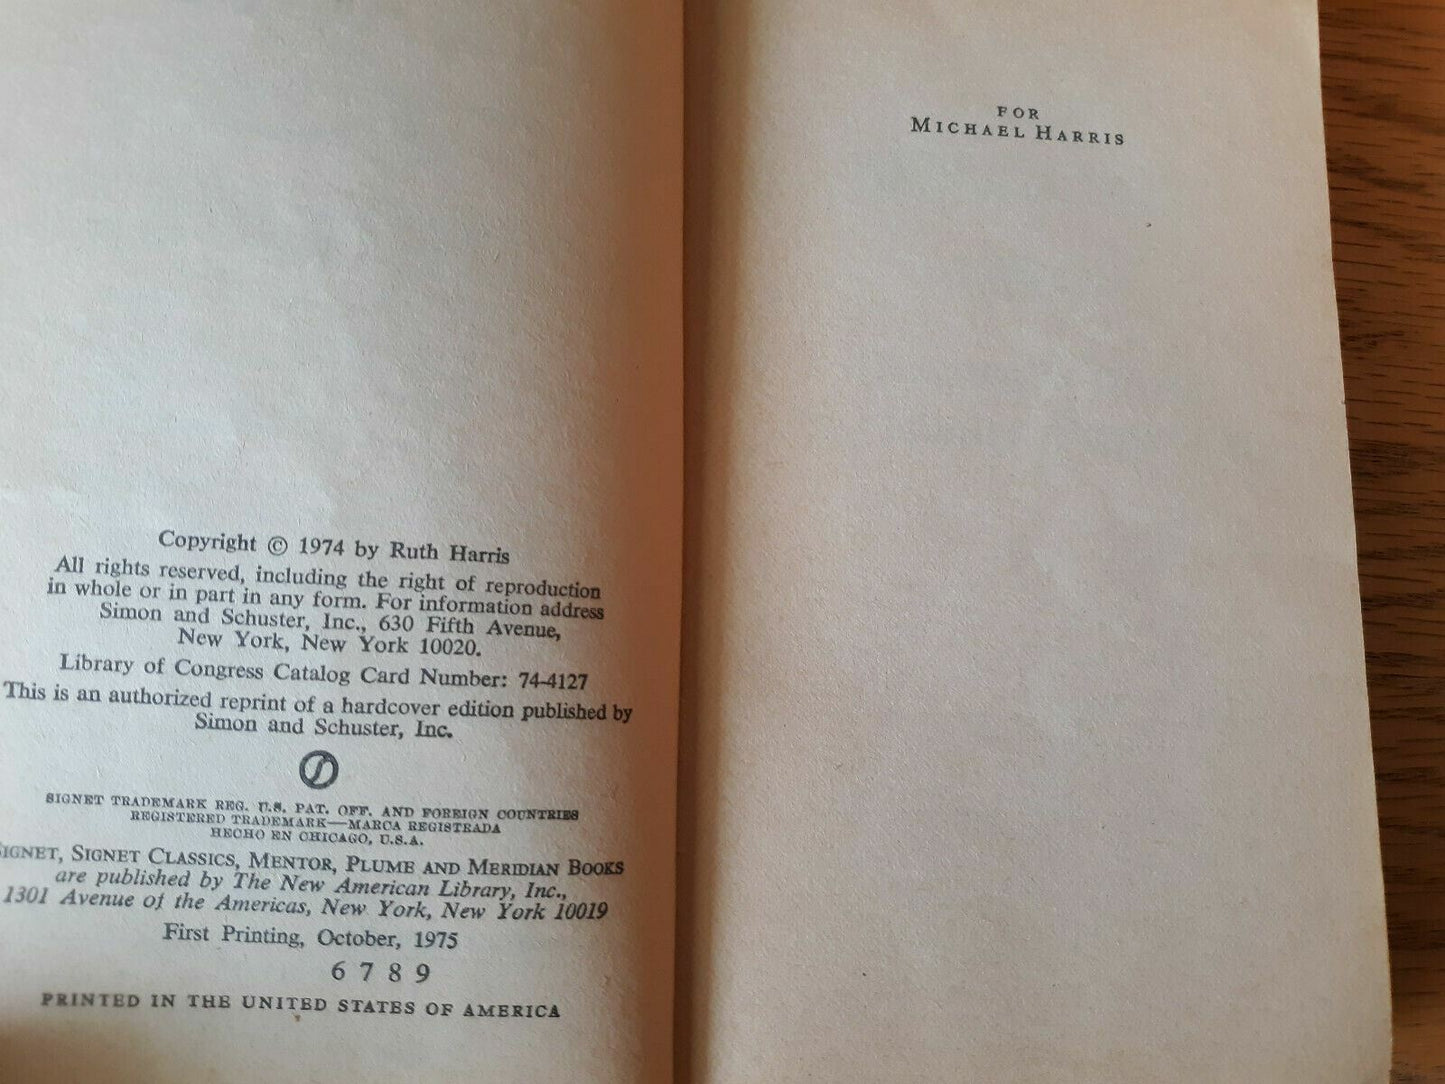 Copyright © 1974 by Ruth Harris
All rights reserved, including the right of reproduction
in whole or in part in any form. For information address
Simon and Schuster, Inc., 630 Fifth Avenue,
New York, New York 10020.
Library of Congress Catalog Card Number: 74-4127
This is an authorized reprint of a hardcover edition published by
Simon and Schuster, Inc.
SIGNET TRADEMARK REG. U.S. PAT. OFF. AND FOREIGN COUNTRIES
REGISTERED TRADEMARK—MARCA REGISTRADA
HECHO EN CHICAGO, U.S.A.
SIGNET, SIGNET CLASSICS, MENTOR, PLUME AND MERIDIAN BOOKS
are published by The New American Library, Inc.,
1301 Avenue of the Americas, New York, New York 10019
First Printing, October, 1975
6 7 8 9
PRINTED IN THE UNITED STATES OF AMERICA
FOR
MICHAEL HARRIS